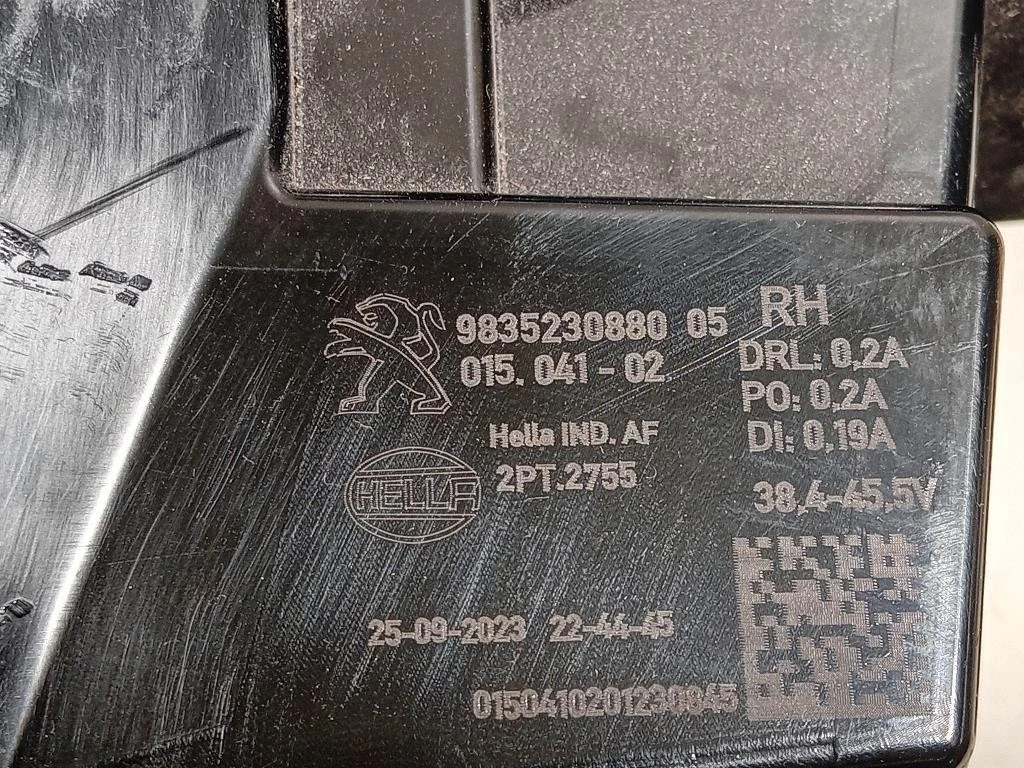 9835230880 05 RH
015. 041 - 02
DRL: 0.2A
PO: 0.2A
DI: 0.19A
Hella IND. AF
HELLA
2PT.2755
38.4-45.5V
25-09-2023 22-44-45
0150410201230845